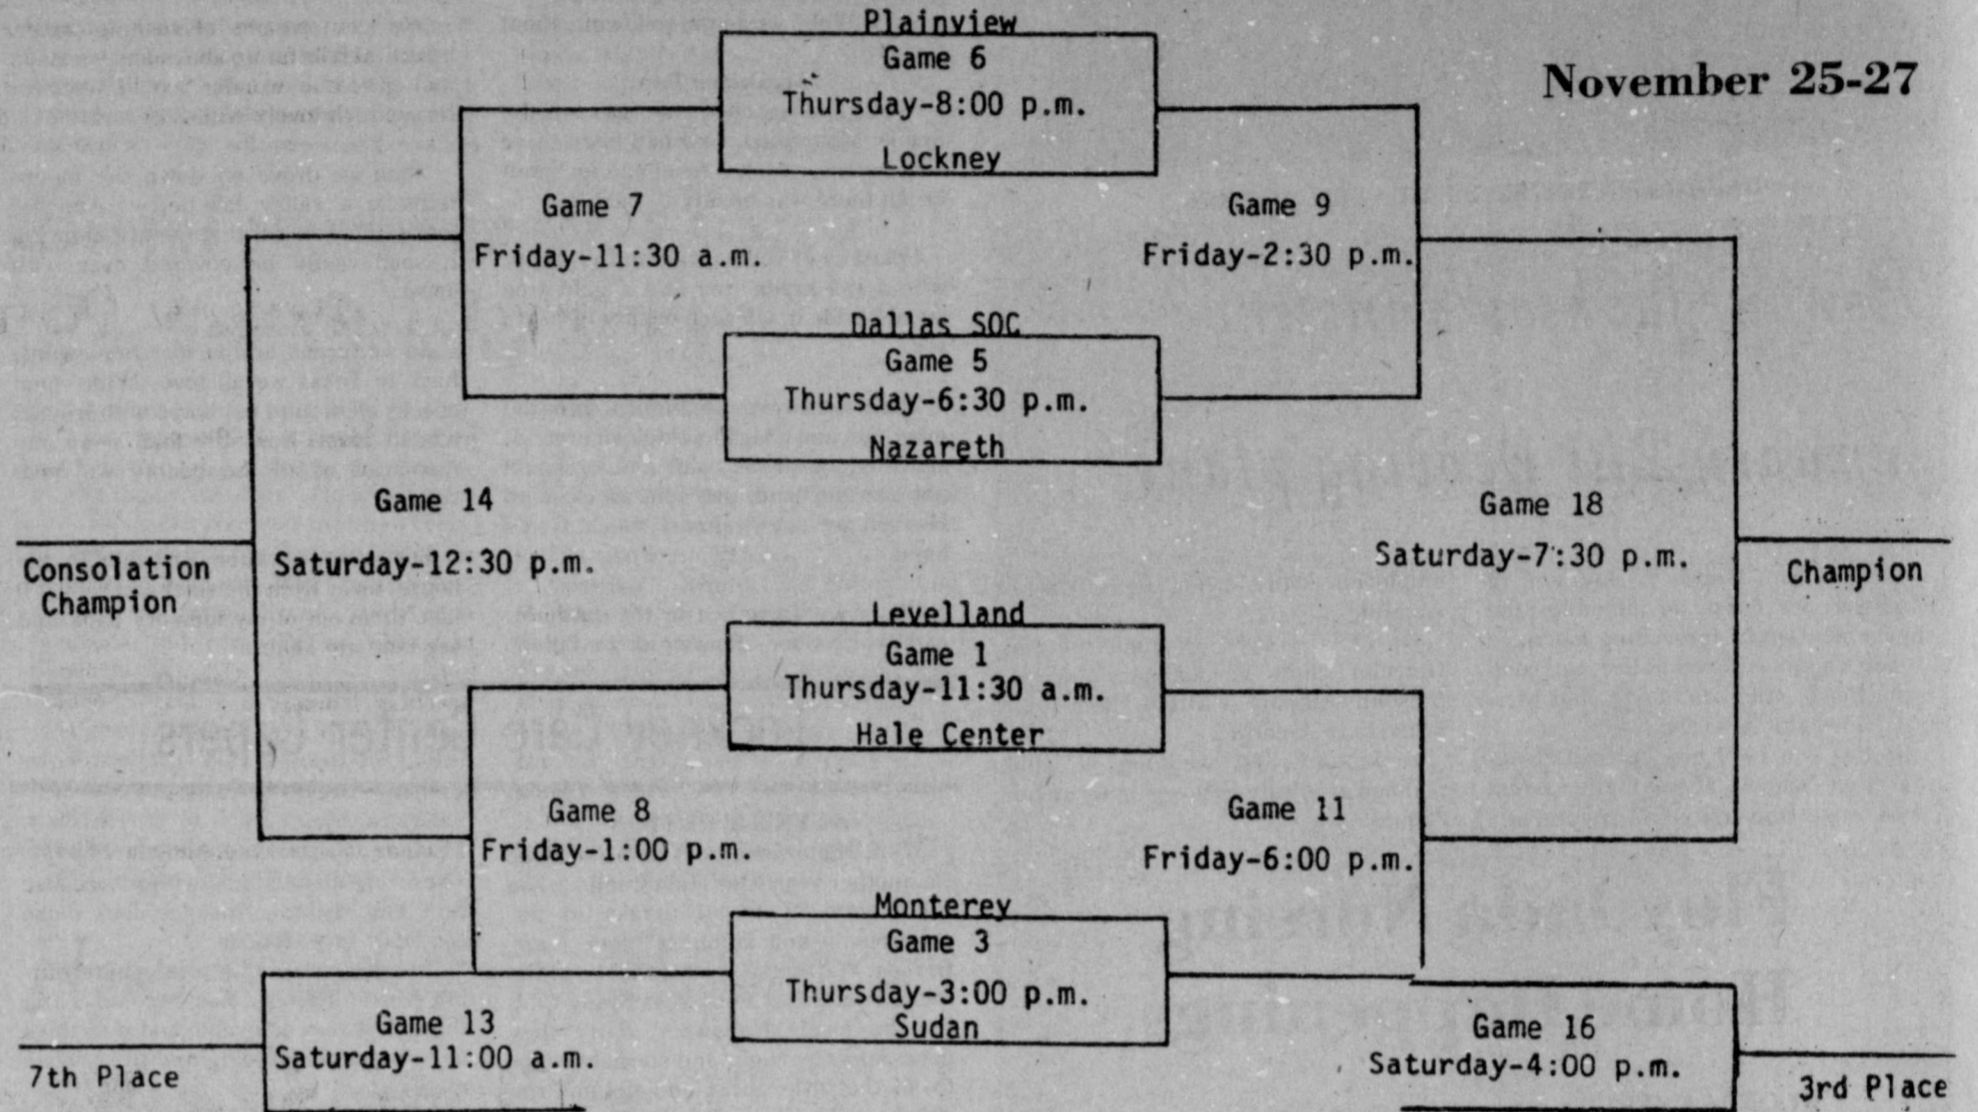 November 25-27
Plainview
Game 6
Thursday-8:00 p.m.
Lockney
Game 7
Friday-11:30 a.m.
Game 9
Friday-2:30 p.m.
Dallas SOC
Game 5
Thursday-6:30 p.m.
Nazareth
Game 14
Saturday-12:30 p.m.
Consolation
Champion
Game 18
Saturday-7:30 p.m.
Champion
Levelland
Game 1
Thursday-11:30 a.m.
Hale Center
Game 8
Friday-1:00 p.m.
Game 11
Friday-6:00 p.m.
Monterey
Game 3
Thursday-3:00 p.m.
Sudan
Game 13
Saturday-11:00 a.m.
7th Place
Game 16
Saturday-4:00 p.m.
3rd Place